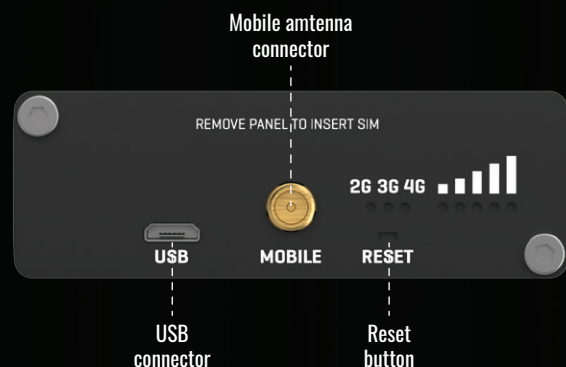 Mobile amtenna
connector
REMOVE PANEL TO INSERT SIM
2G 3G 4G
USB
MOBILE
RESET
USB
connector
Reset
button